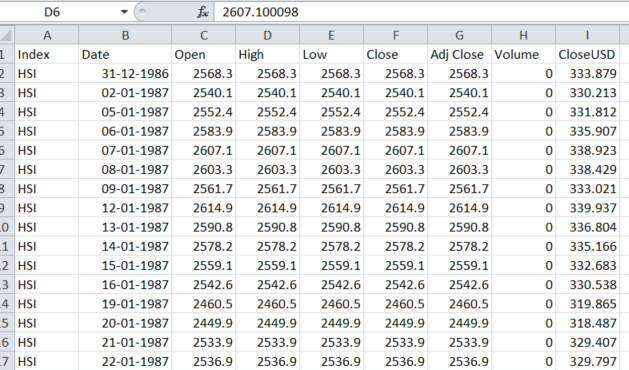 D6 fx 2607.100098
A B C D E F G H I
1 Index Date Open High Low Close Adj Close Volume CloseUSD
2 HSI 31-12-1986 2568.3 2568.3 2568.3 2568.3 2568.3 0 333.879
3 HSI 02-01-1987 2540.1 2540.1 2540.1 2540.1 2540.1 0 330.213
4 HSI 05-01-1987 2552.4 2552.4 2552.4 2552.4 2552.4 0 331.812
5 HSI 06-01-1987 2583.9 2583.9 2583.9 2583.9 2583.9 0 335.907
6 HSI 07-01-1987 2607.1 2607.1 2607.1 2607.1 2607.1 0 338.923
7 HSI 08-01-1987 2603.3 2603.3 2603.3 2603.3 2603.3 0 338.429
8 HSI 09-01-1987 2561.7 2561.7 2561.7 2561.7 2561.7 0 333.021
9 HSI 12-01-1987 2614.9 2614.9 2614.9 2614.9 2614.9 0 339.937
.0 HSI 13-01-1987 2590.8 2590.8 2590.8 2590.8 2590.8 0 336.804
.1 HSI 14-01-1987 2578.2 2578.2 2578.2 2578.2 2578.2 0 335.166
.2 HSI 15-01-1987 2559.1 2559.1 2559.1 2559.1 2559.1 0 332.683
.3 HSI 16-01-1987 2542.6 2542.6 2542.6 2542.6 2542.6 0 330.538
.4 HSI 19-01-1987 2460.5 2460.5 2460.5 2460.5 2460.5 0 319.865
.5 HSI 20-01-1987 2449.9 2449.9 2449.9 2449.9 2449.9 0 318.487
.6 HSI 21-01-1987 2533.9 2533.9 2533.9 2533.9 2533.9 0 329.407
.7 HSI 22-01-1987 2536.9 2536.9 2536.9 2536.9 2536.9 0 329.797